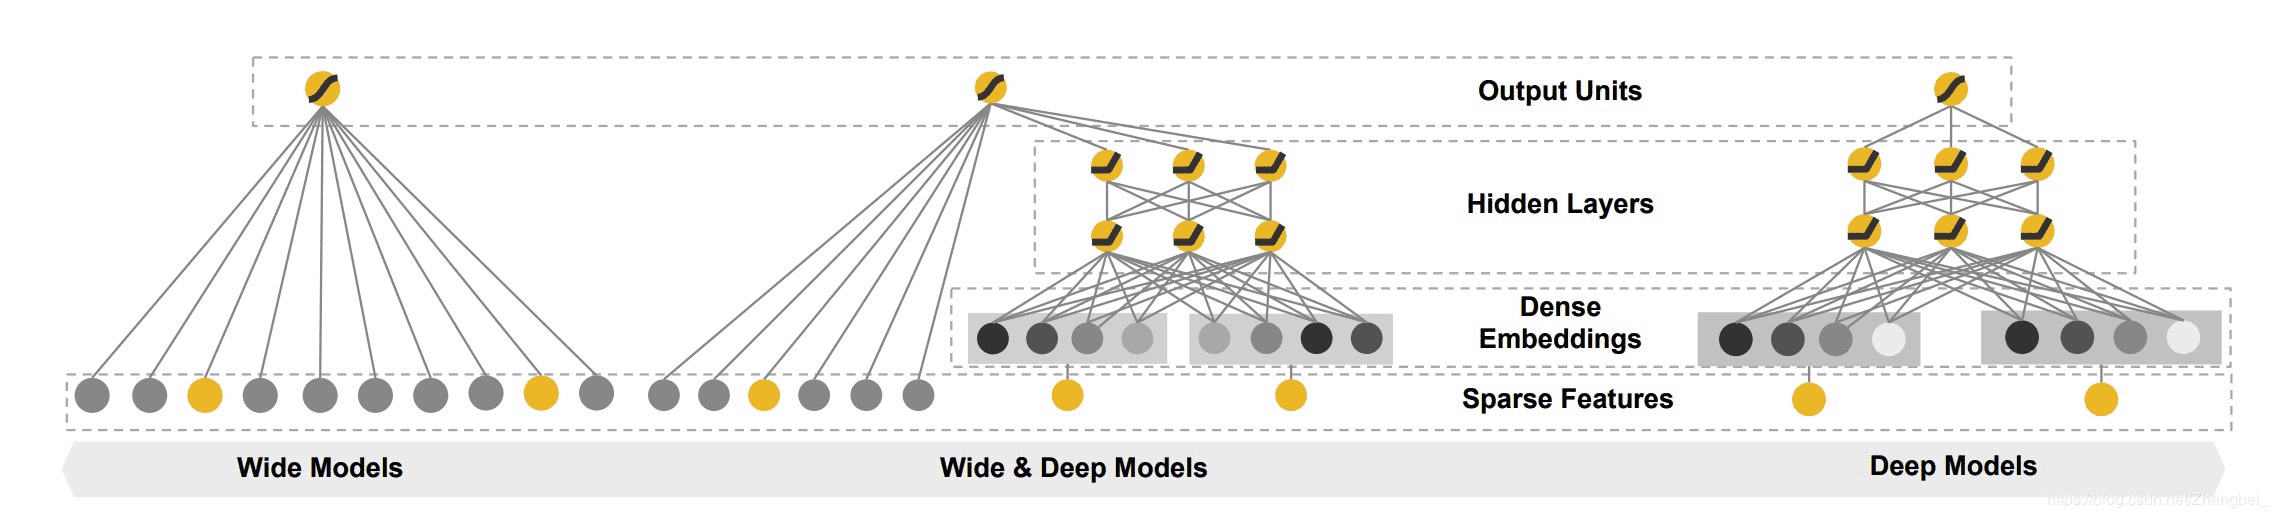 Output Units
Hidden Layers
Dense
Embeddings
Sparse Features
Wide Models
Wide & Deep Models
Deep Models
https://blog.csdn.net/Zhangbei_